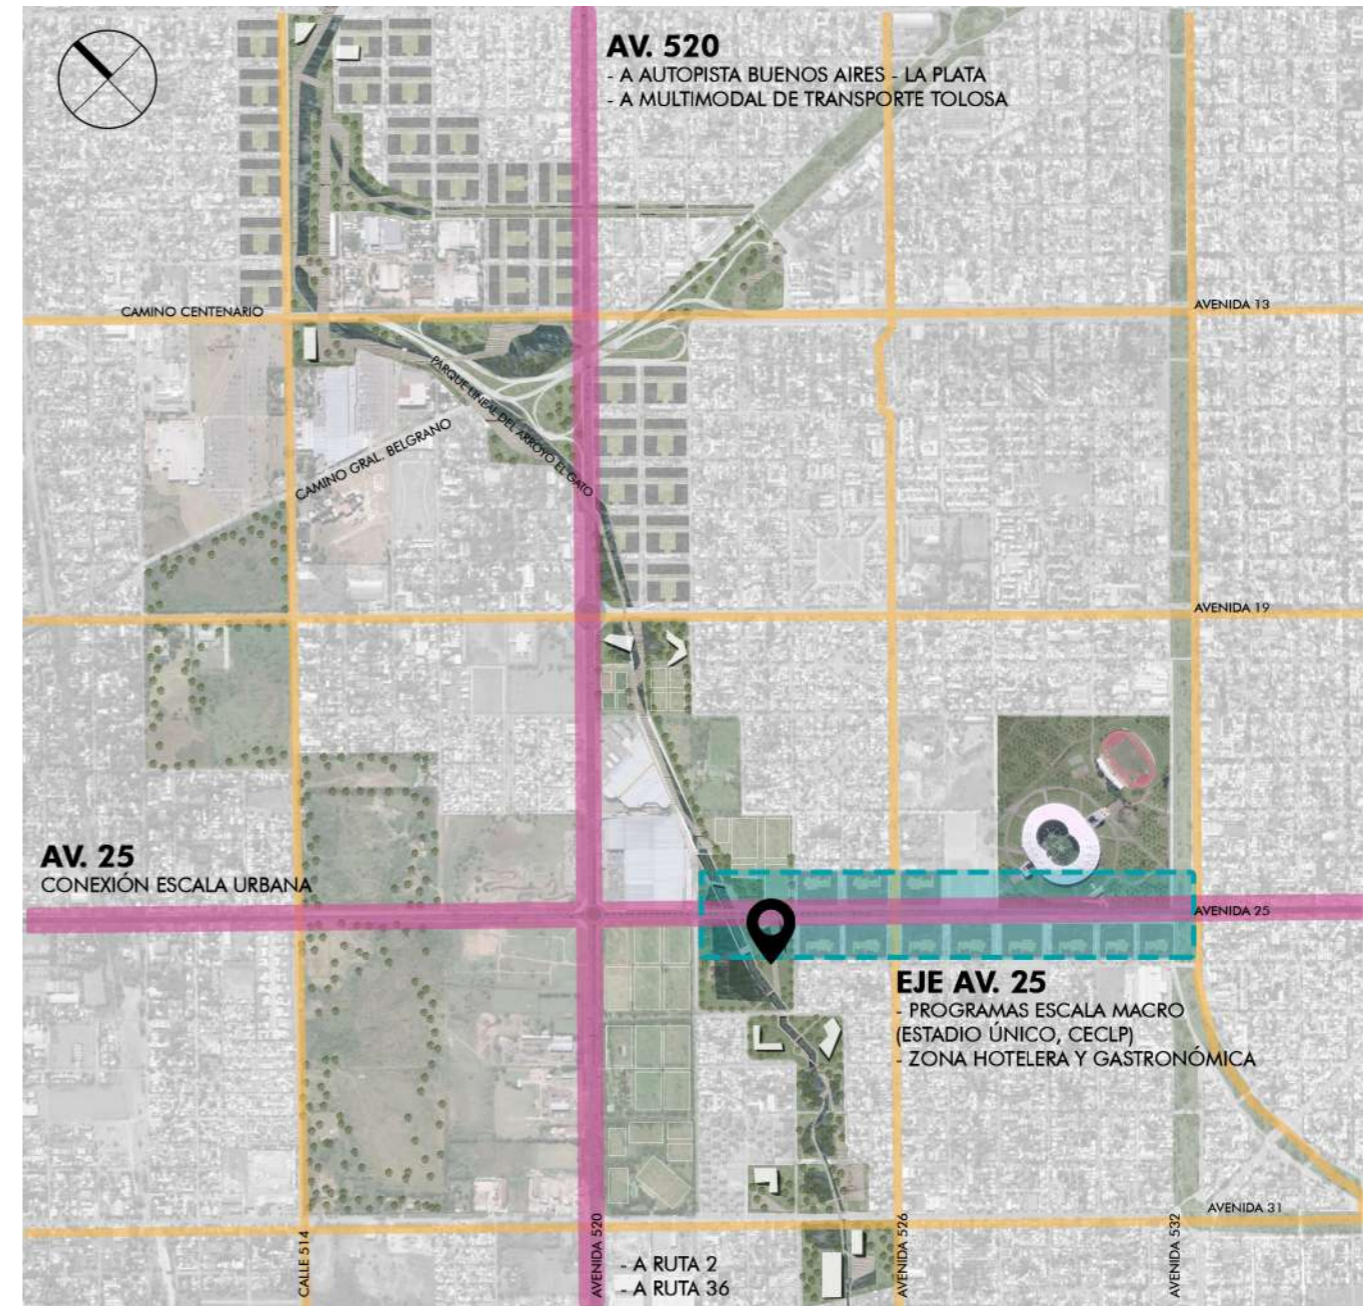 AV. 520
- A AUTOPISTA BUENOS AIRES - LA PLATA
- A MULTIMODAL DE TRANSPORTE TOLOSA
CAMINO CENTENARIO
AVENIDA 13
PARQUE LINEAL DEL ARROYO EL GATO
CAMINO GRAL. BELGRANO
AVENIDA 19
AV. 25
CONEXIÓN ESCALA URBANA
AVENIDA 25
EJE AV. 25
- PROGRAMAS ESCALA MACRO
(ESTADIO ÚNICO, CECLP)
- ZONA HOTELERA Y GASTRONÓMICA
AVENIDA 31
CALLE 514
AVENIDA 520
- A RUTA 2
- A RUTA 36
AVENIDA 526
AVENIDA 532